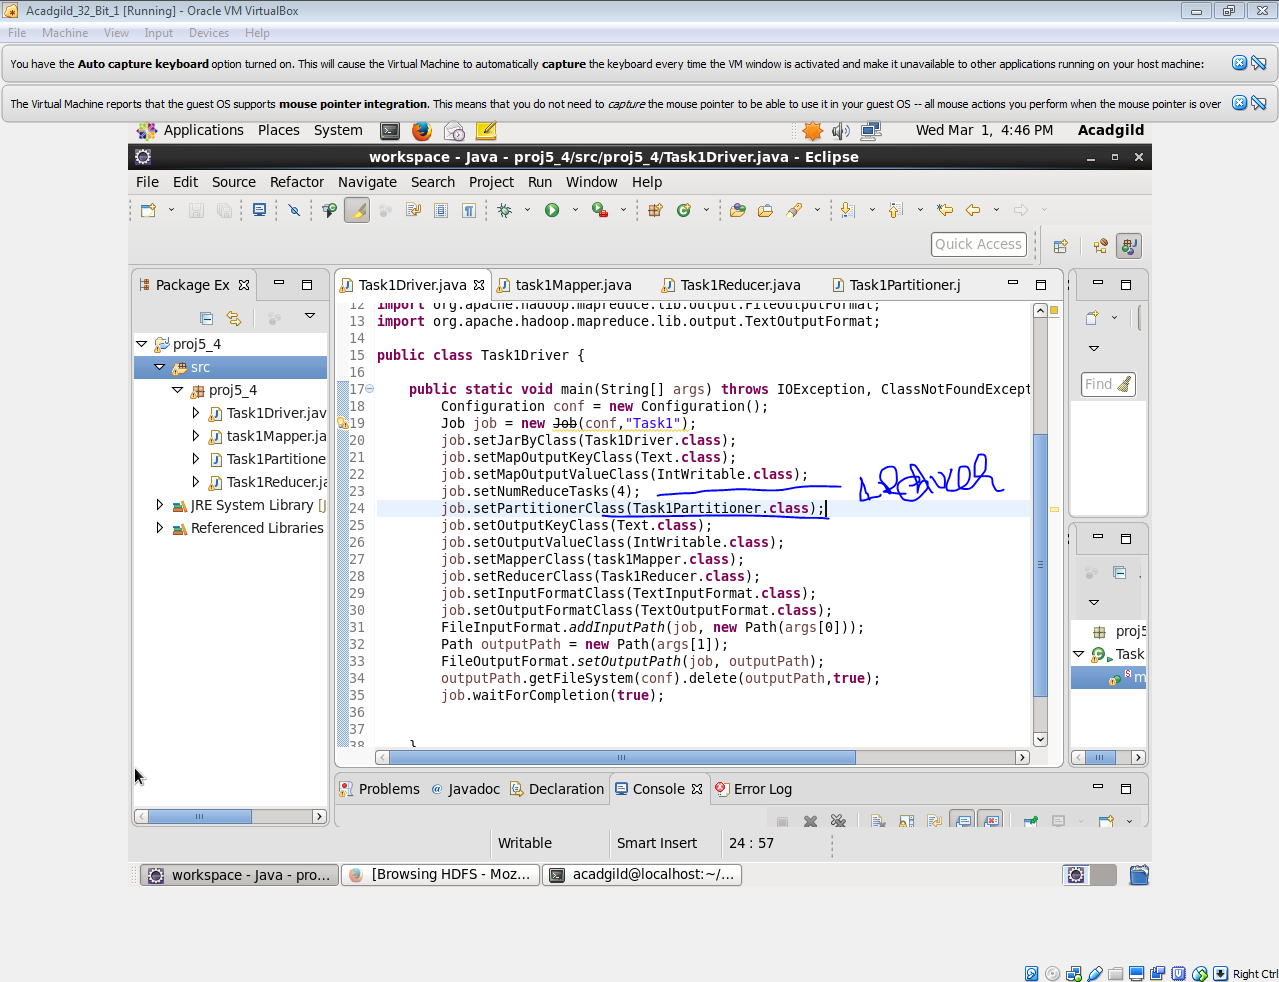 Acadgild_32_Bit_1 [Running] - Oracle VM VirtualBox
File Machine View Input Devices Help
You have the Auto capture keyboard option turned on. This will cause the Virtual Machine to automatically capture the keyboard every time the VM window is activated and make it unavailable to other applications running on your host machine:
The Virtual Machine reports that the guest OS supports mouse pointer integration. This means that you do not need to capture the mouse pointer to be able to use it in your guest OS -- all mouse actions you perform when the mouse pointer is over
Applications Places System Wed Mar 1, 4:46 PM Acadgild
workspace - Java - proj5_4/src/proj5_4/Task1Driver.java - Eclipse
File Edit Source Refactor Navigate Search Project Run Window Help
Quick Access
Package Ex Task1Driver.java task1Mapper.java Task1Reducer.java Task1Partitioner.j
proj5_4
src
proj5_4
Task1Driver.jav
task1Mapper.ja
Task1Partitione
Task1Reducer.ja
JRE System Library [J
Referenced Libraries
12 import org.apache.hadoop.mapreduce.lib.output.FileOutputFormat;
13 import org.apache.hadoop.mapreduce.lib.output.TextOutputFormat;
14
15 public class Task1Driver {
16
17 public static void main(String[] args) throws IOException, ClassNotFoundExcept
18 Configuration conf = new Configuration();
19 Job job = new Job(conf,"Task1");
20 job.setJarByClass(Task1Driver.class);
21 job.setMapOutputKeyClass(Text.class);
22 job.setMapOutputValueClass(IntWritable.class);
23 job.setNumReduceTasks(4);
24 job.setPartitionerClass(Task1Partitioner.class);
25 job.setOutputKeyClass(Text.class);
26 job.setOutputValueClass(IntWritable.class);
27 job.setMapperClass(task1Mapper.class);
28 job.setReducerClass(Task1Reducer.class);
29 job.setInputFormatClass(TextInputFormat.class);
30 job.setOutputFormatClass(TextOutputFormat.class);
31 FileInputFormat.addInputPath(job, new Path(args[0]));
32 Path outputPath = new Path(args[1]);
33 FileOutputFormat.setOutputPath(job, outputPath);
34 outputPath.getFileSystem(conf).delete(outputPath,true);
35 job.waitForCompletion(true);
36
37
38 }
Find
proj5
Task
m
Problems Javadoc Declaration Console Error Log
Writable Smart Insert 24 : 57
workspace - Java - pro... [Browsing HDFS - Moz... acadgild@localhost:~/...
Right Ctrl